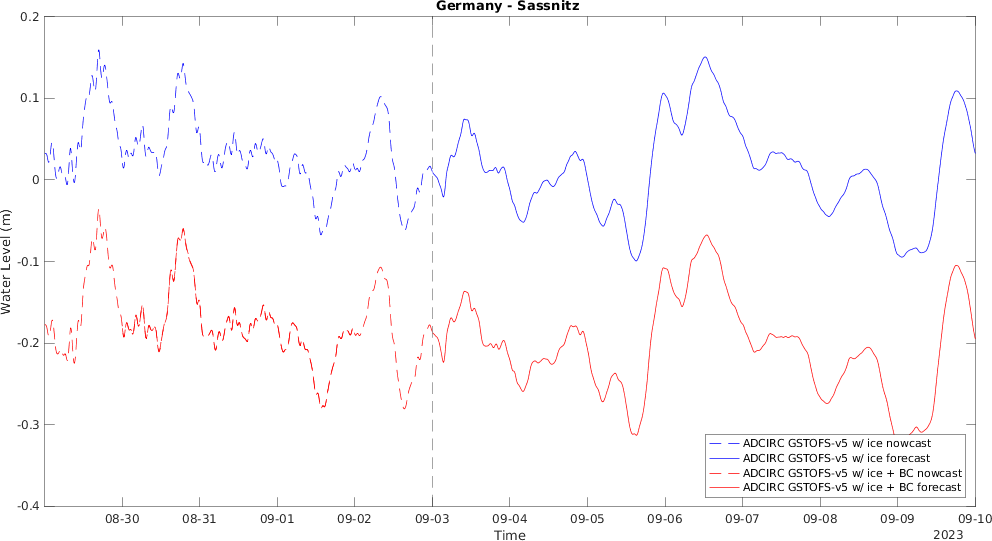 Germany - Sassnitz
0.2
0.1
0
-0.1
-0.2
-0.3
-0.4
Water Level (m)
ADCIRC GSTOFS-v5 w/ ice nowcast
ADCIRC GSTOFS-v5 w/ ice forecast
ADCIRC GSTOFS-v5 w/ ice + BC nowcast
ADCIRC GSTOFS-v5 w/ ice + BC forecast
08-30 08-31 09-01 09-02 09-03 09-04 09-05 09-06 09-07 09-08 09-09 09-10
Time
2023